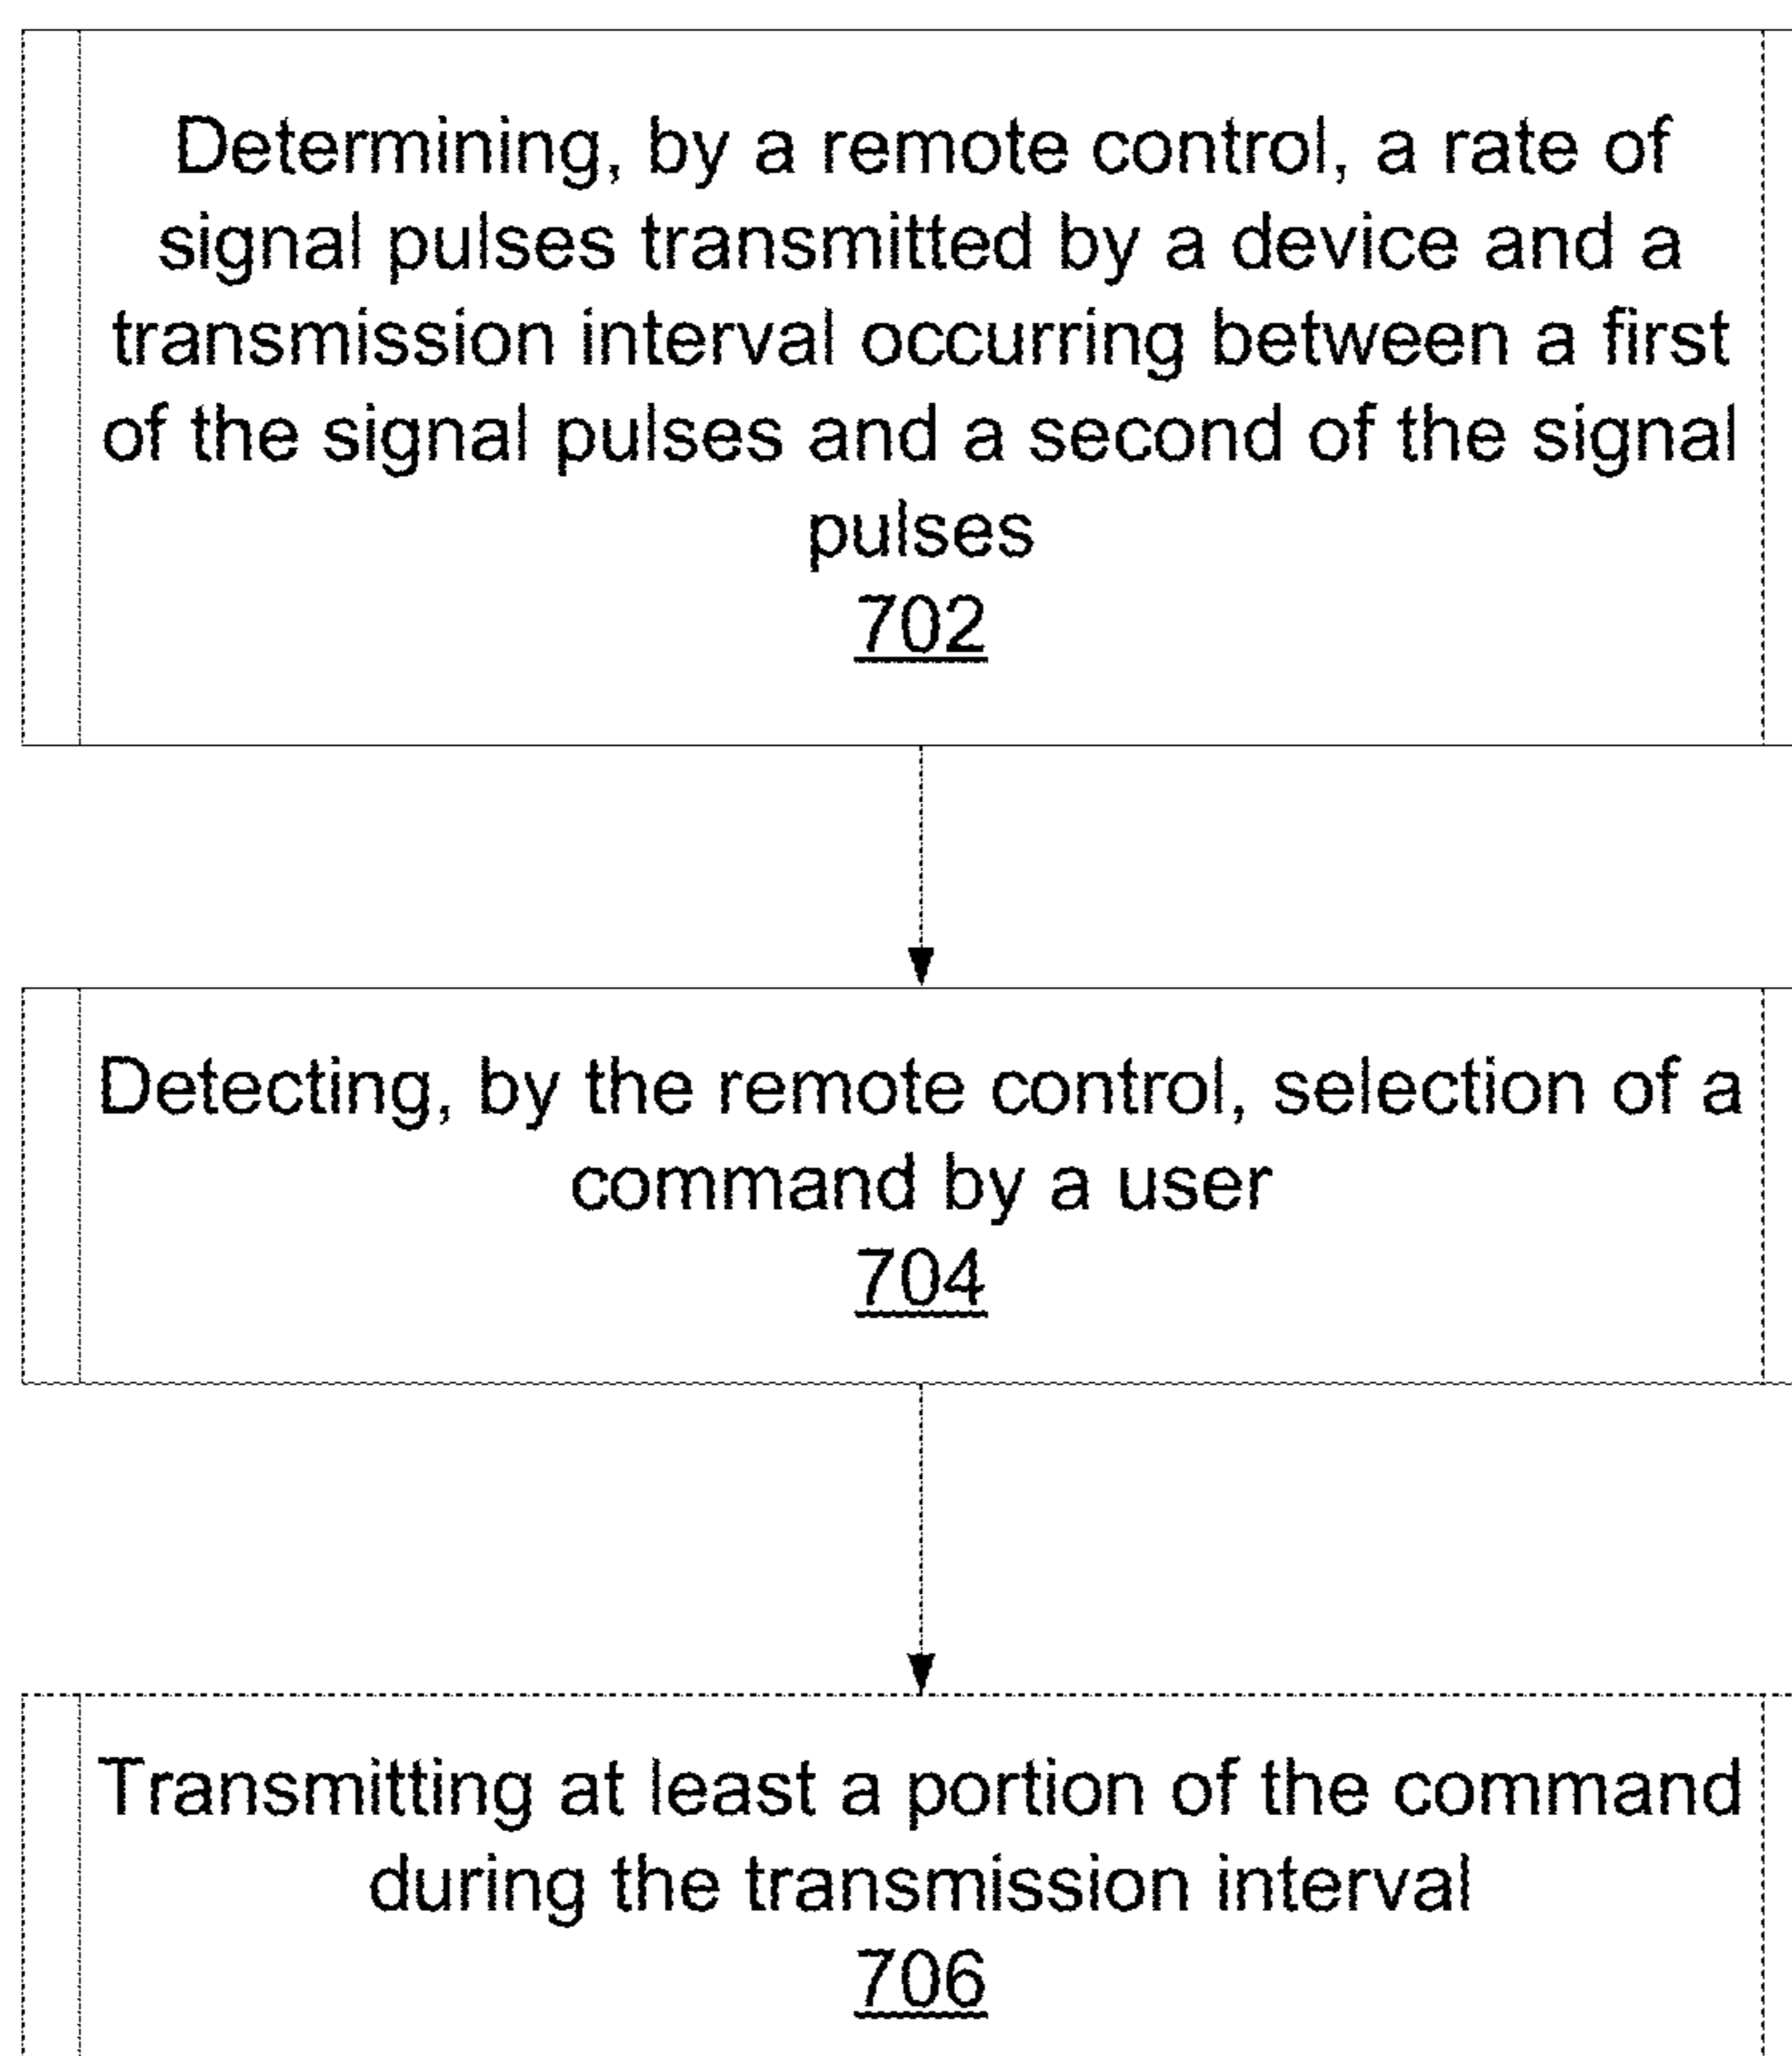 Determining, by a remote control, a rate of
signal pulses transmitted by a device and a
transmission interval occurring between a first
of the signal pulses and a second of the signal
pulses
702
Detecting, by the remote control, selection of a
command by a user
704
Transmitting at least a portion of the command
during the transmission interval
706